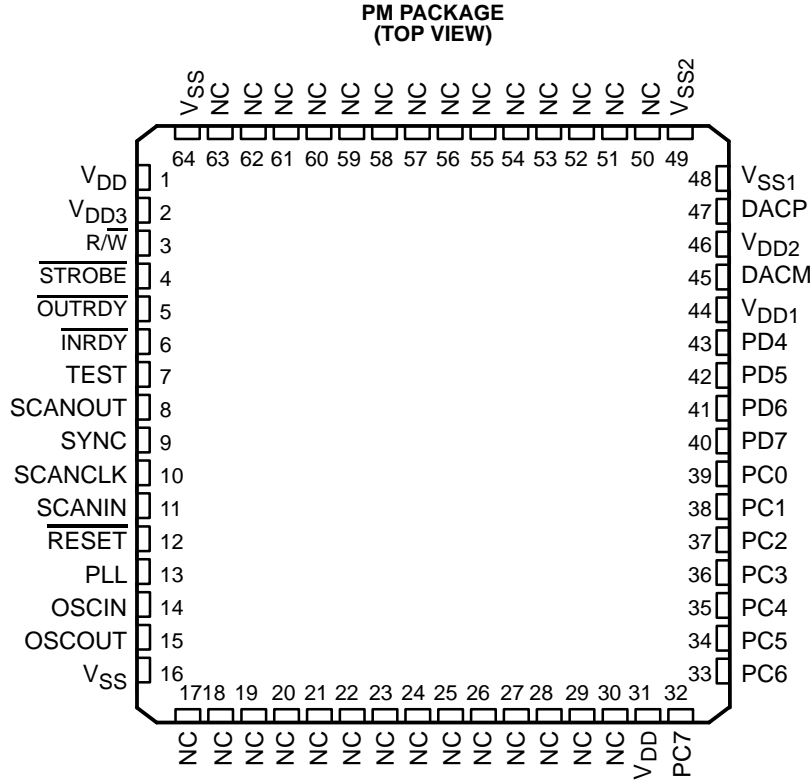 PM PACKAGE
(TOP VIEW)
VSS NC NC NC NC NC NC NC NC NC NC NC NC NC NC VSS2
64 63 62 61 60 59 58 57 56 55 54 53 52 51 50 49
VDD 1 48 VSS1
VDD3 2 47 DACP
R/W̅ 3 46 VDD2
S̅T̅R̅O̅B̅E̅ 4 45 DACM
O̅U̅T̅R̅D̅Y̅ 5 44 VDD1
I̅N̅R̅D̅Y̅ 6 43 PD4
TEST 7 42 PD5
SCANOUT 8 41 PD6
SYNC 9 40 PD7
SCANCLK 10 39 PC0
SCANIN 11 38 PC1
R̅E̅S̅E̅T̅ 12 37 PC2
PLL 13 36 PC3
OSCIN 14 35 PC4
OSCOUT 15 34 PC5
VSS 16 33 PC6
17 18 19 20 21 22 23 24 25 26 27 28 29 30 31 32
NC NC NC NC NC NC NC NC NC NC NC NC NC NC VDD PC7